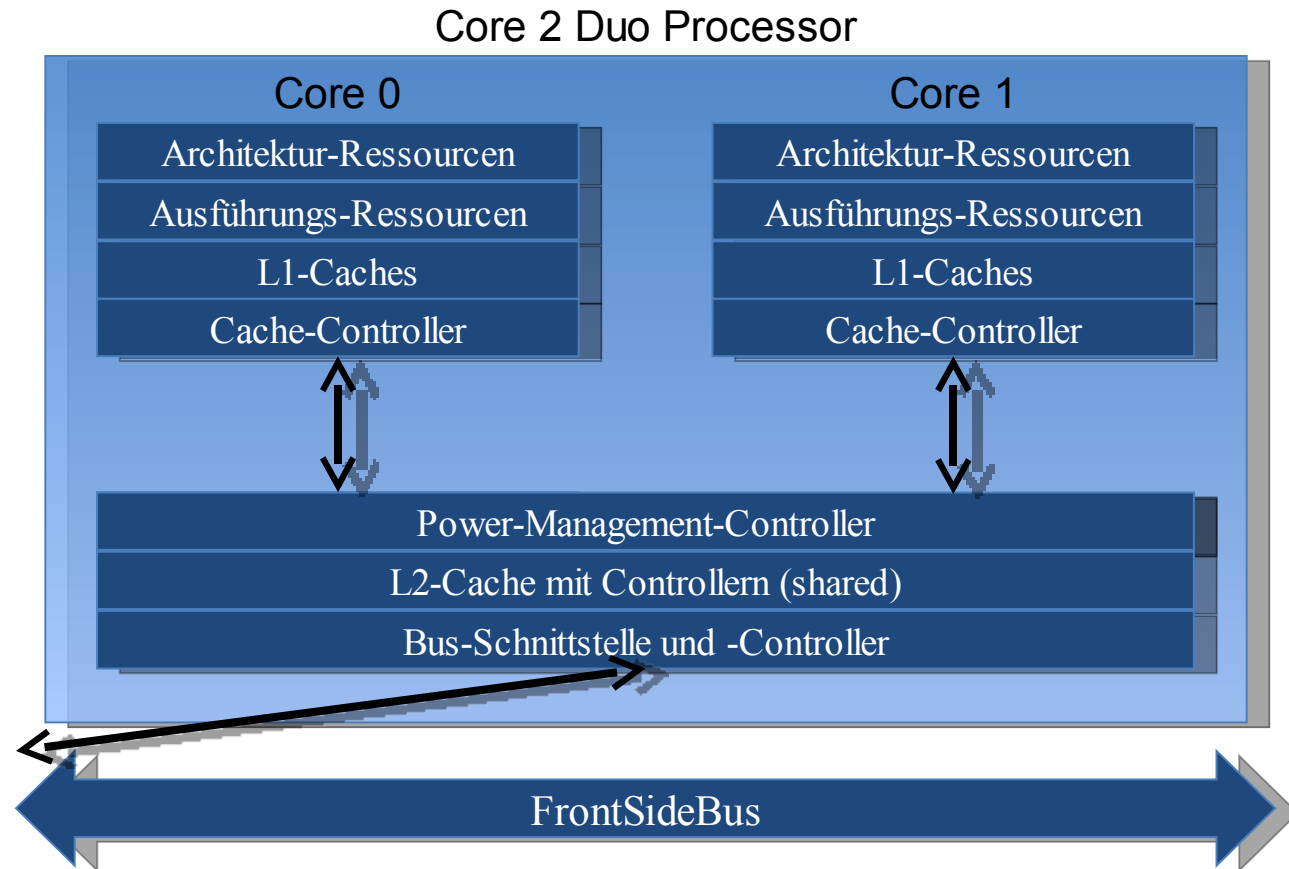 Core 2 Duo Processor
Core 0
Architektur-Ressourcen
Ausführungs-Ressourcen
L1-Caches
Cache-Controller
Core 1
Architektur-Ressourcen
Ausführungs-Ressourcen
L1-Caches
Cache-Controller
Power-Management-Controller
L2-Cache mit Controllern (shared)
Bus-Schnittstelle und -Controller
FrontSideBus